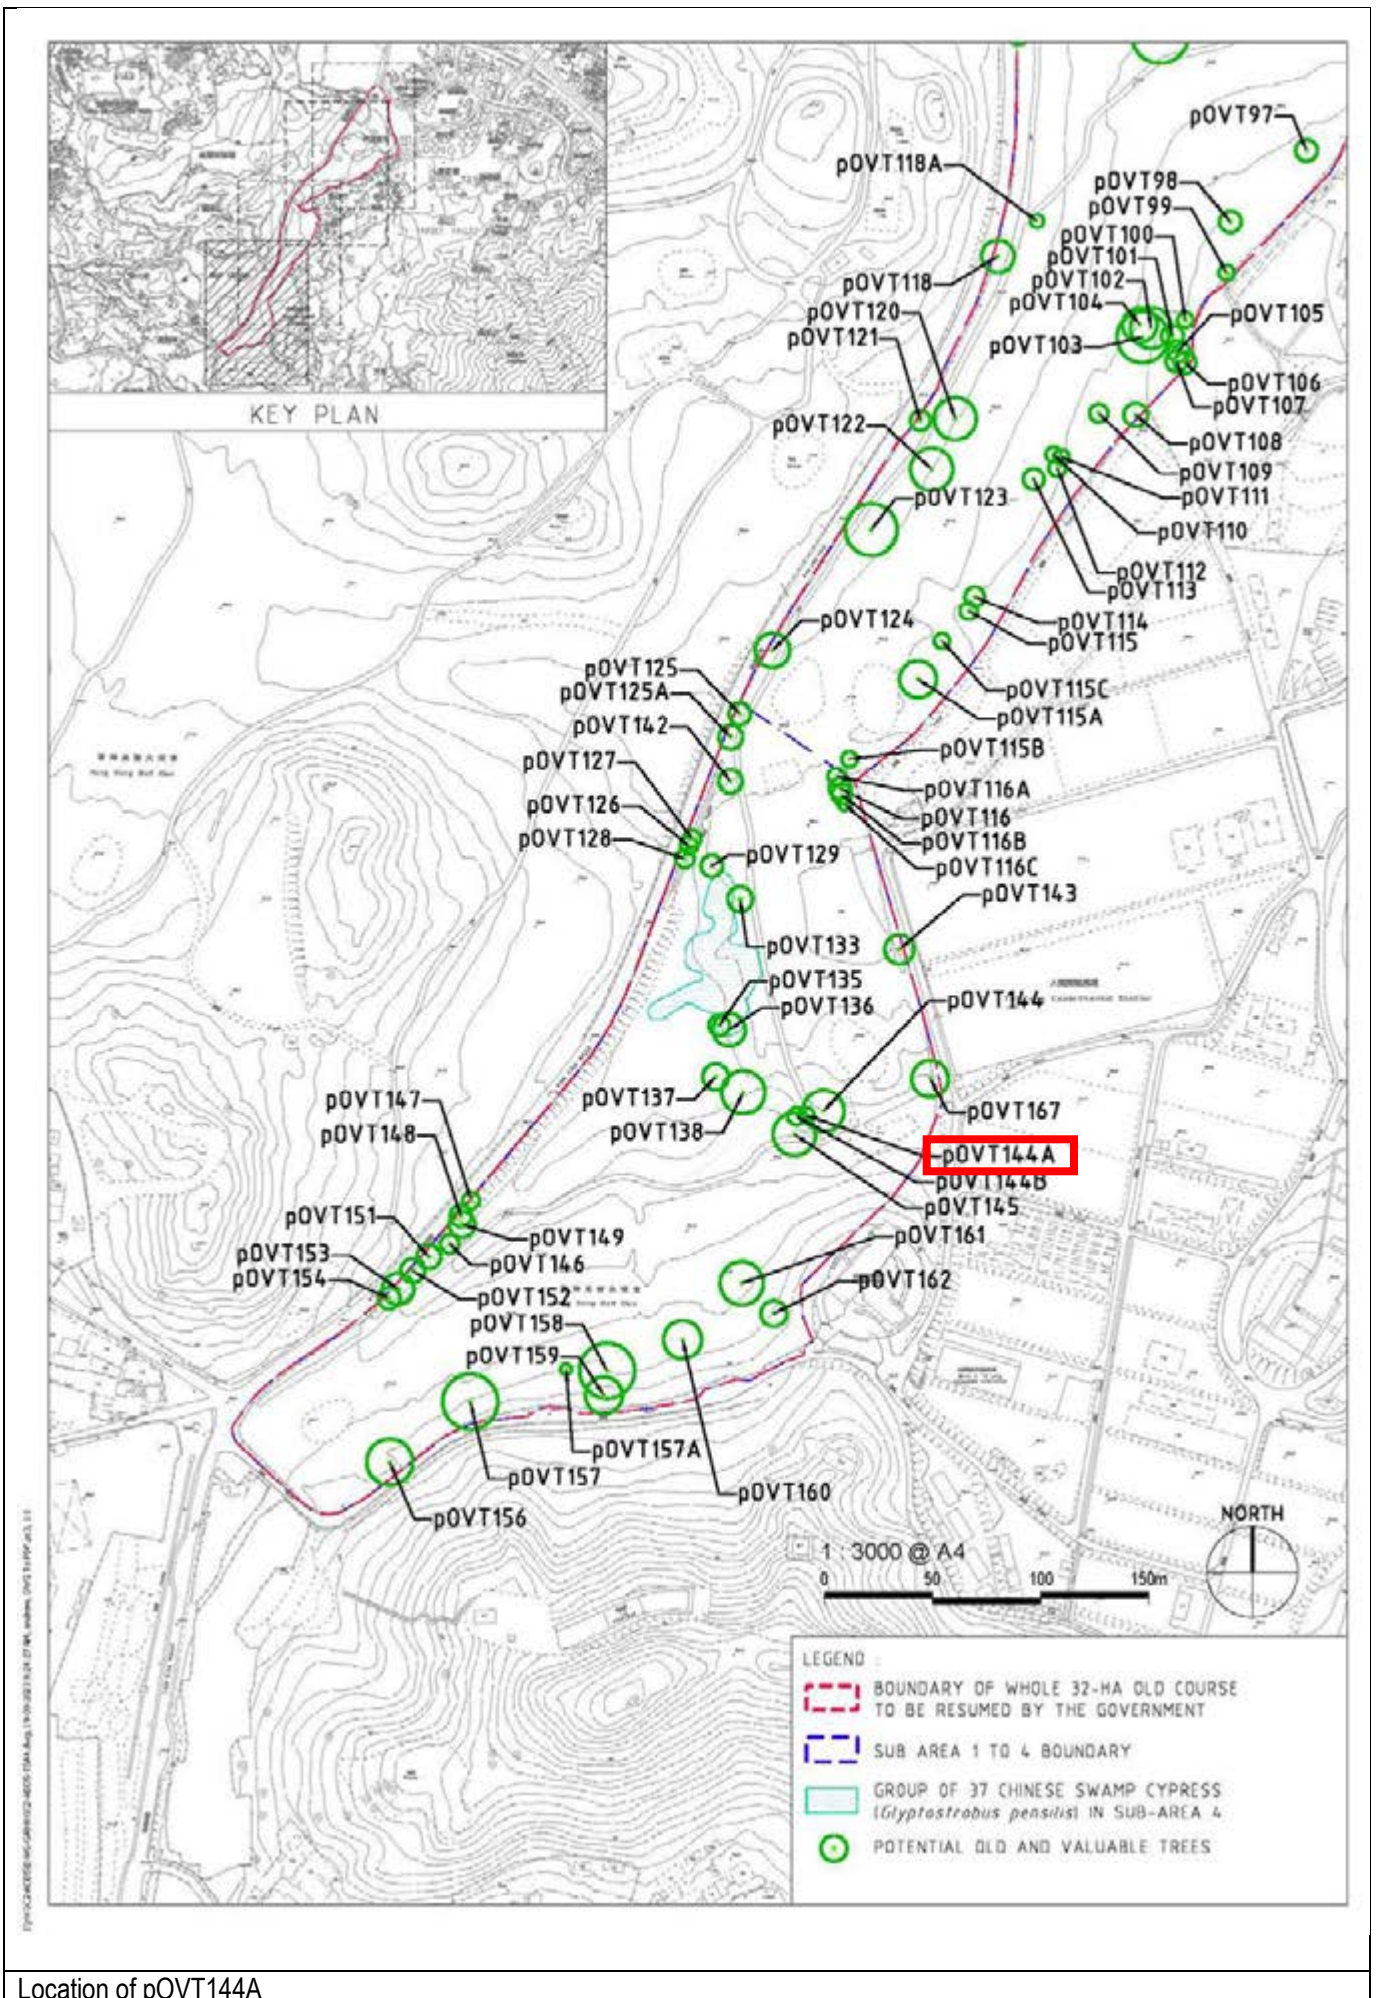 KEY PLAN
pOVT97
pOVT118A
pOVT98
pOVT99
pOVT100
pOVT101
pOVT102
pOVT104
pOVT105
pOVT103
pOVT118
pOVT120
pOVT121
pOVT106
pOVT107
pOVT122
pOVT108
pOVT109
pOVT111
pOVT123
pOVT110
pOVT112
pOVT113
pOVT124
pOVT114
pOVT115
pOVT125
pOVT125A
pOVT115C
pOVT142
pOVT115A
pOVT127
pOVT115B
pOVT126
pOVT116A
pOVT128
pOVT116
pOVT116B
pOVT129
pOVT116C
pOVT143
pOVT133
pOVT135
pOVT136
pOVT144
Experimental Station
pOVT147
pOVT137
pOVT167
pOVT148
pOVT138
pOVT144A
pOVT144B
pOVT145
pOVT151
pOVT149
pOVT161
pOVT153
pOVT146
pOVT154
pOVT162
pOVT152
pOVT158
pOVT159
pOVT157A
pOVT157
pOVT160
pOVT156
NORTH
1 : 3000 @ A4
0 50 100 150m
LEGEND :
BOUNDARY OF WHOLE 32-HA OLD COURSE
TO BE RESUMED BY THE GOVERNMENT
SUB AREA 1 TO 4 BOUNDARY
GROUP OF 37 CHINESE SWAMP CYPRESS
(Glyptostrobus pensilis) IN SUB-AREA 4
POTENTIAL OLD AND VALUABLE TREES
Location of pOVT144A